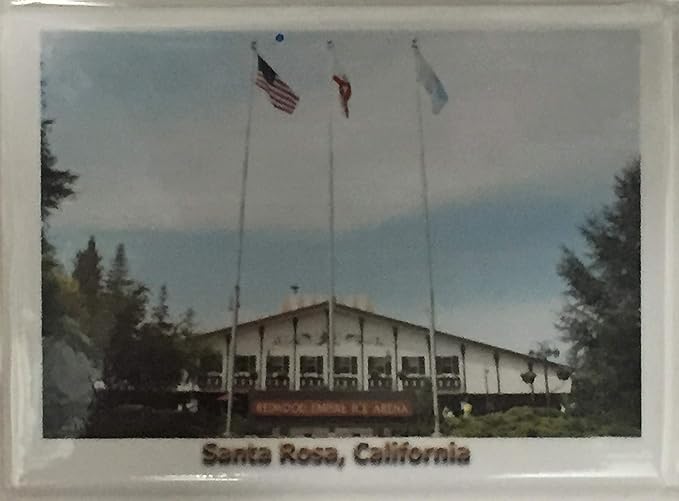 REDWOOD EMPIRE ICE ARENA
Santa Rosa, California